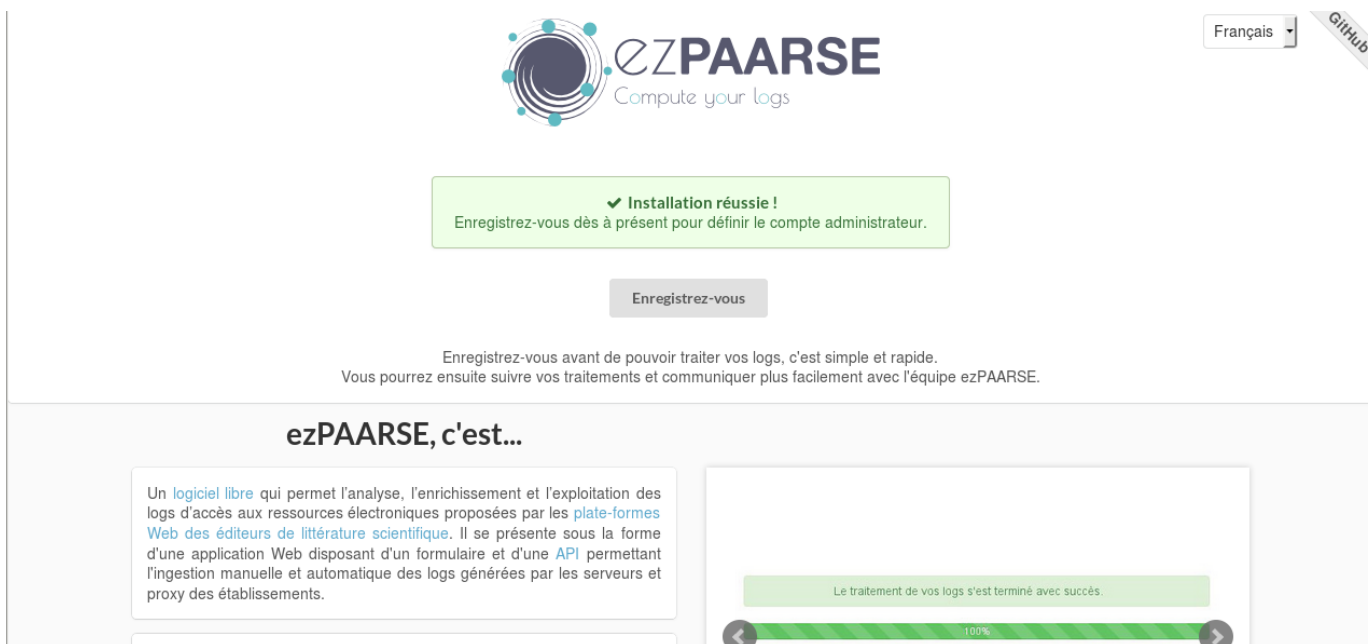 ezPAARSE
Compute your logs
Français
GitHub
Installation réussie !
Enregistrez-vous dès à présent pour définir le compte administrateur.
Enregistrez-vous
Enregistrez-vous avant de pouvoir traiter vos logs, c'est simple et rapide.
Vous pourrez ensuite suivre vos traitements et communiquer plus facilement avec l'équipe ezPAARSE.
ezPAARSE, c'est...
Un logiciel libre qui permet l'analyse, l'enrichissement et l'exploitation des
logs d'accès aux ressources électroniques proposées par les plate-formes
Web des éditeurs de littérature scientifique. Il se présente sous la forme
d'une application Web disposant d'un formulaire et d'une API permettant
l'ingestion manuelle et automatique des logs générées par les serveurs et
proxy des établissements.
Le traitement de vos logs s'est terminé avec succès.
100%